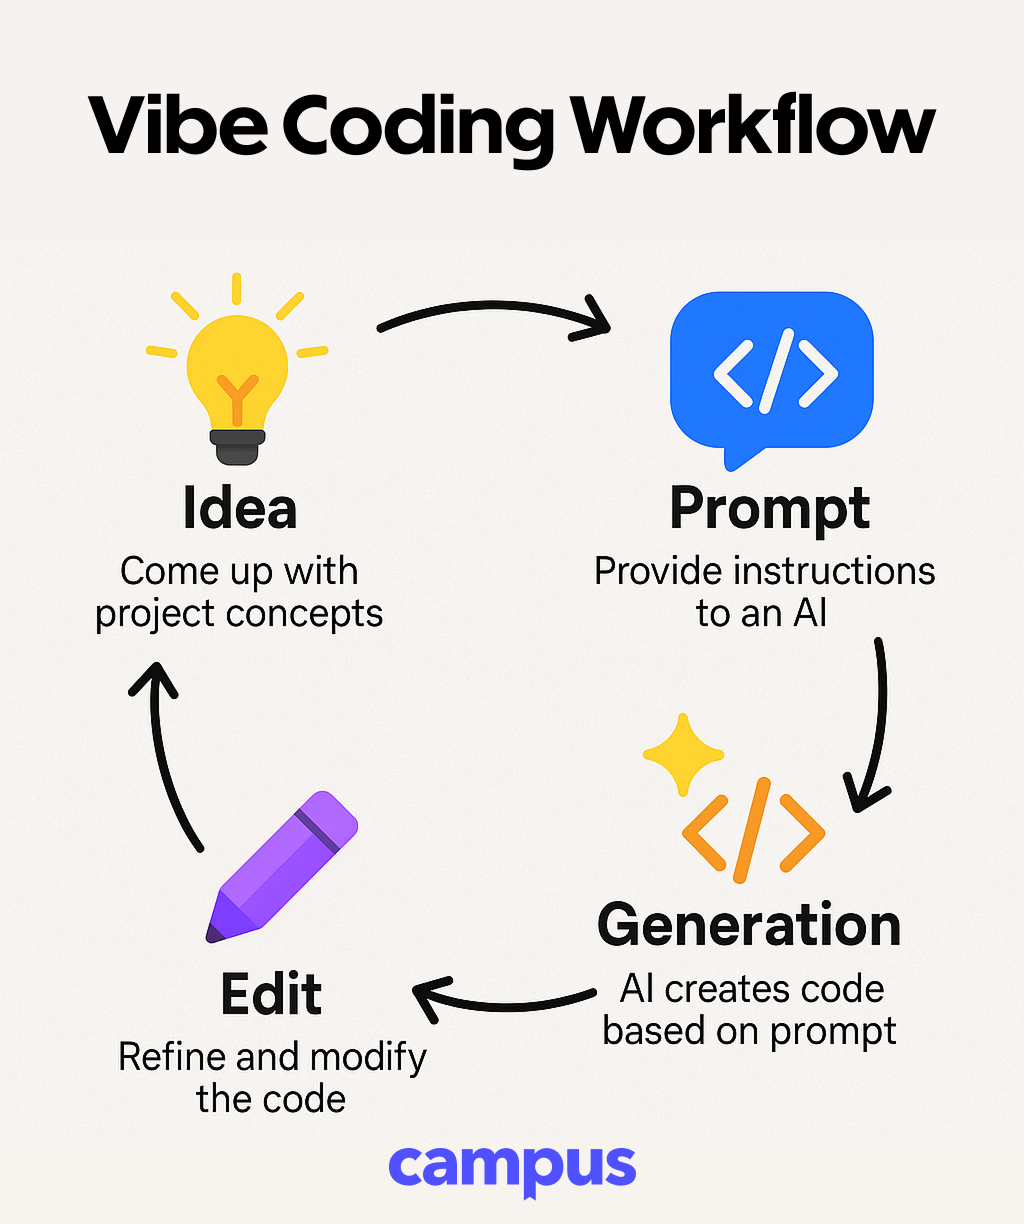 Vibe Coding Workflow
</>
Idea
Come up with
project concepts
</>
Prompt
Provide instructions
to an AI
</>
Generation
AI creates code
based on prompt
Edit
Refine and modify
the code
campus